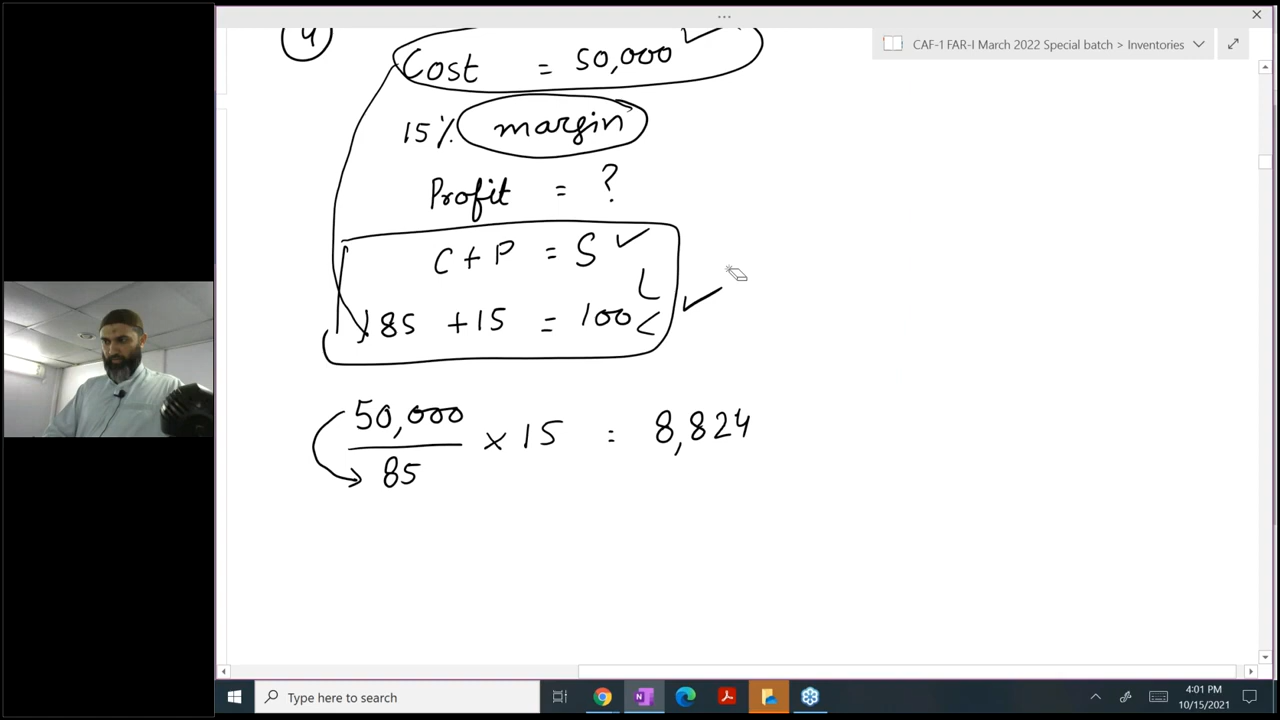 CAF-1 FAR-I March 2022 Special batch > Inventories
4
Cost = 50,000
15% margin
Profit = ?
C + P = S
85 + 15 = 100
50,000
85
× 15 = 8,824
Type here to search
4:01 PM
10/15/2021